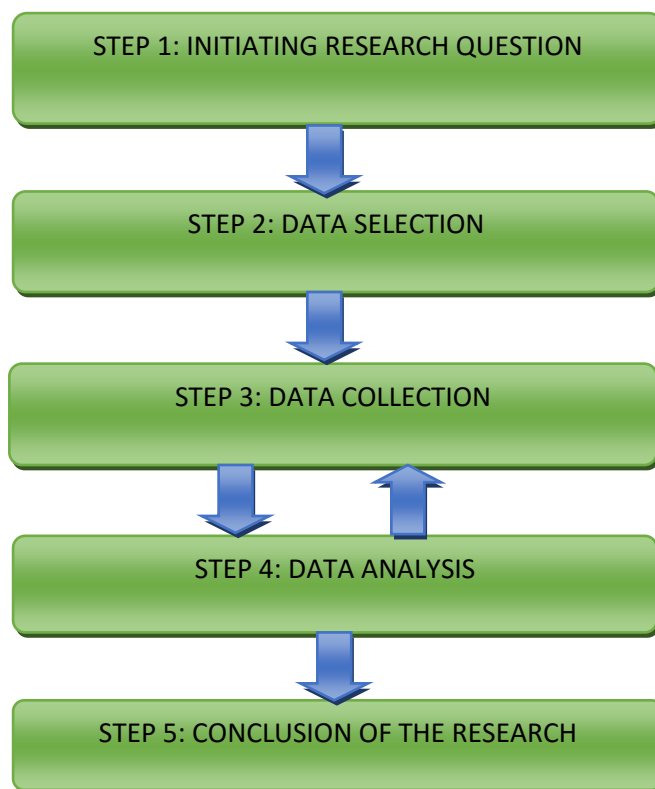 STEP 1: INITIATING RESEARCH QUESTION
STEP 2: DATA SELECTION
STEP 3: DATA COLLECTION
STEP 4: DATA ANALYSIS
STEP 5: CONCLUSION OF THE RESEARCH